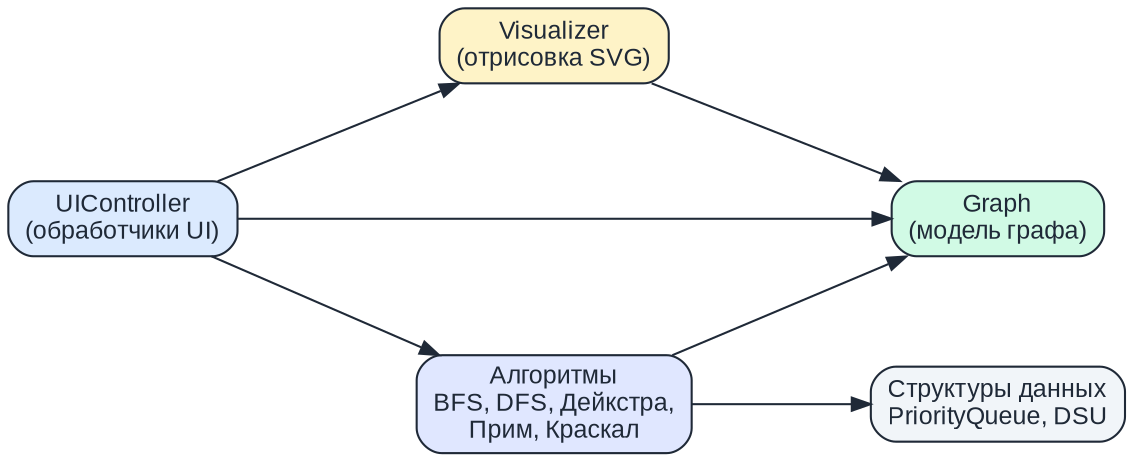 Visualizer
(отрисовка SVG)
UIController
(обработчики UI)
Graph
(модель графа)
Алгоритмы
BFS, DFS, Дейкстра,
Прим, Краскал
Структуры данных
PriorityQueue, DSU